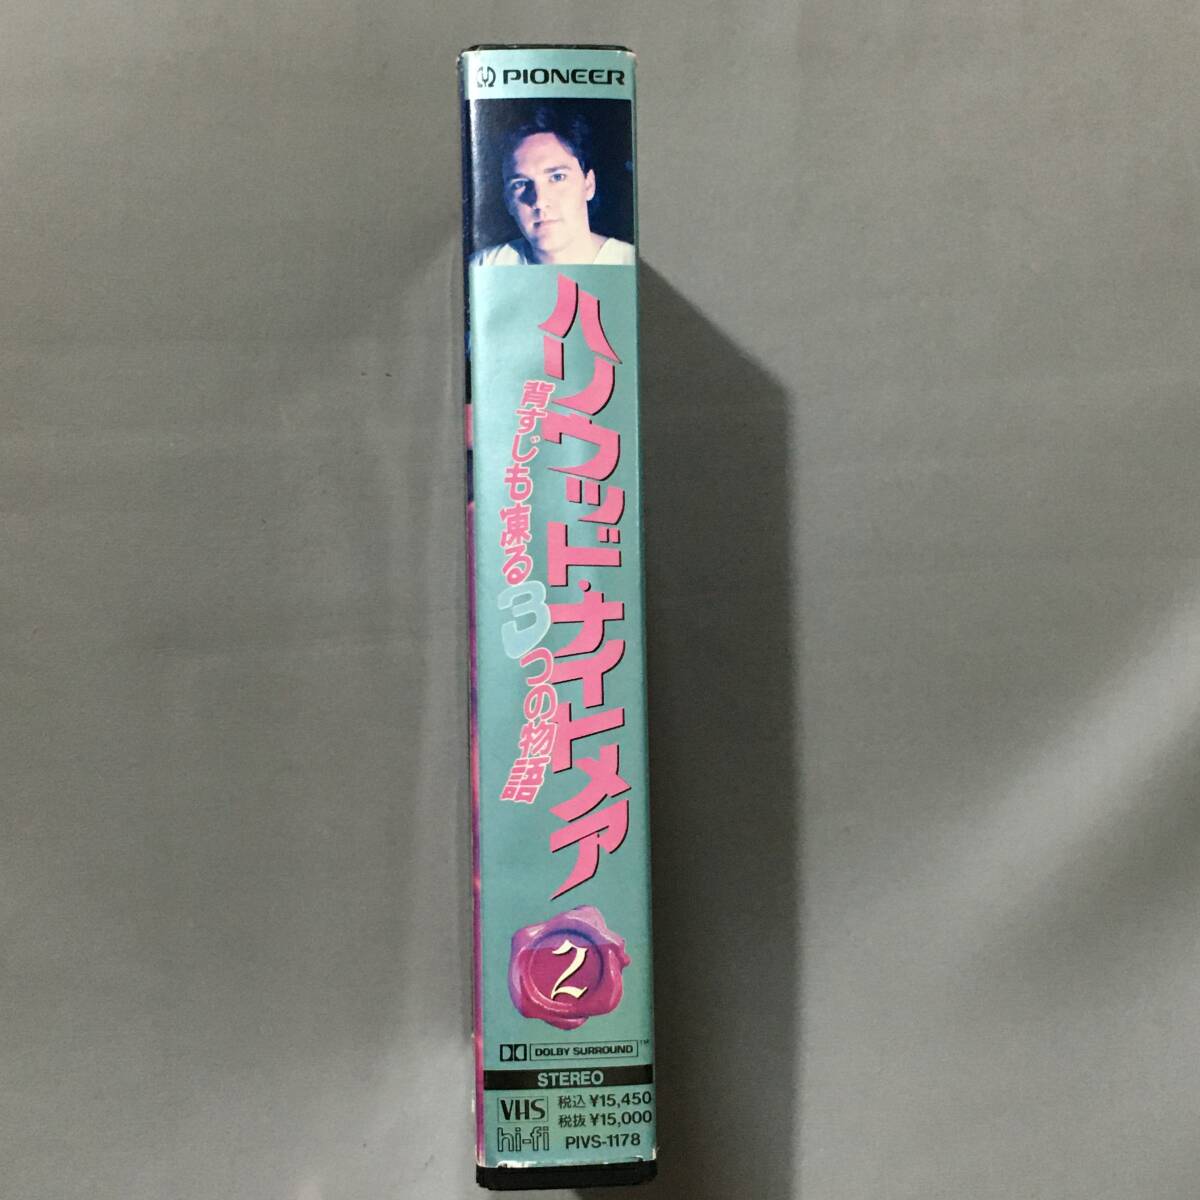 PIONEER
ハリウッド・ナイトメア
背すじも凍る3つの物語
2
DOLBY SURROUND TM
STEREO
VHS
hi-fi
税込 ¥15,450
税抜 ¥15,000
PIVS-1178